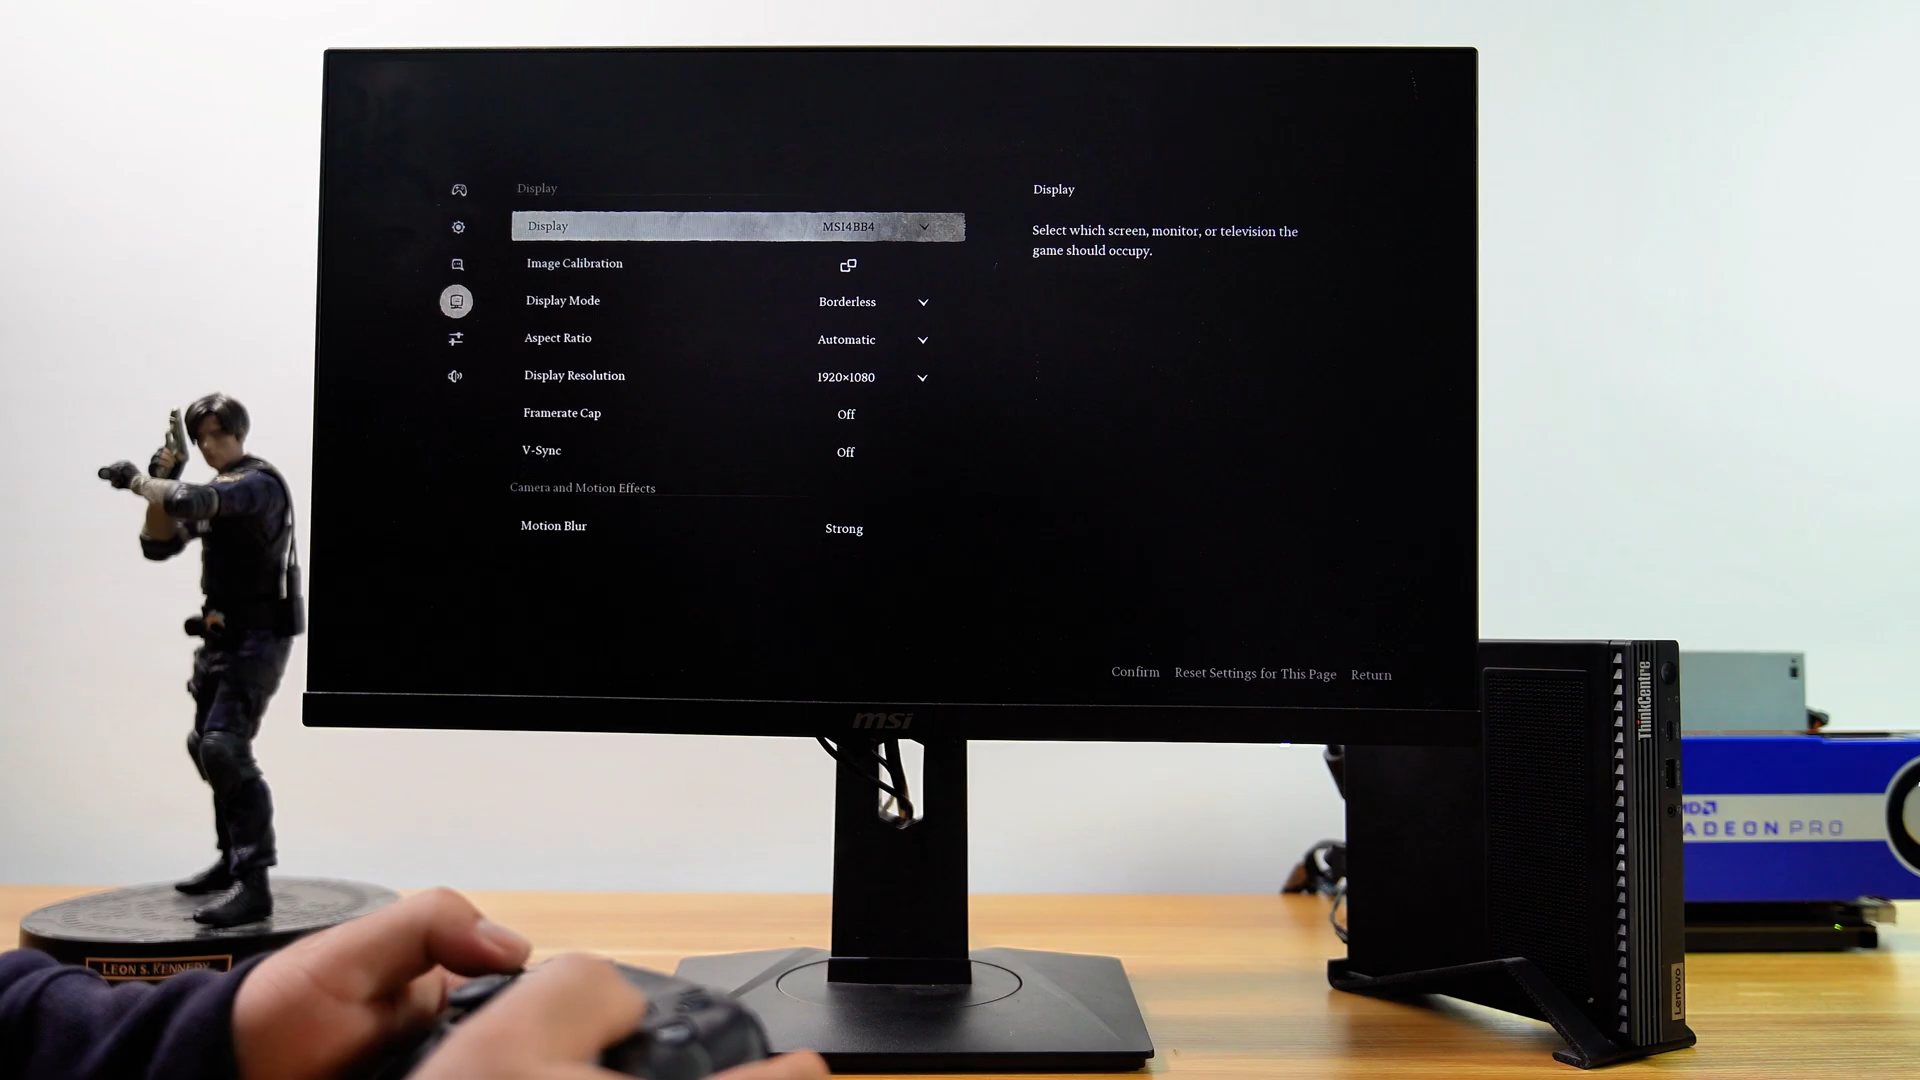 Display
Display MSI4BB4
Image Calibration
Display Mode Borderless
Aspect Ratio Automatic
Display Resolution 1920×1080
Framerate Cap Off
V-Sync Off
Camera and Motion Effects
Motion Blur Strong
Display
Select which screen, monitor, or television the
game should occupy.
Confirm Reset Settings for This Page Return
msi
LEON S. KENNEDY
ThinkCentre
Lenovo
MD
ADEON PRO